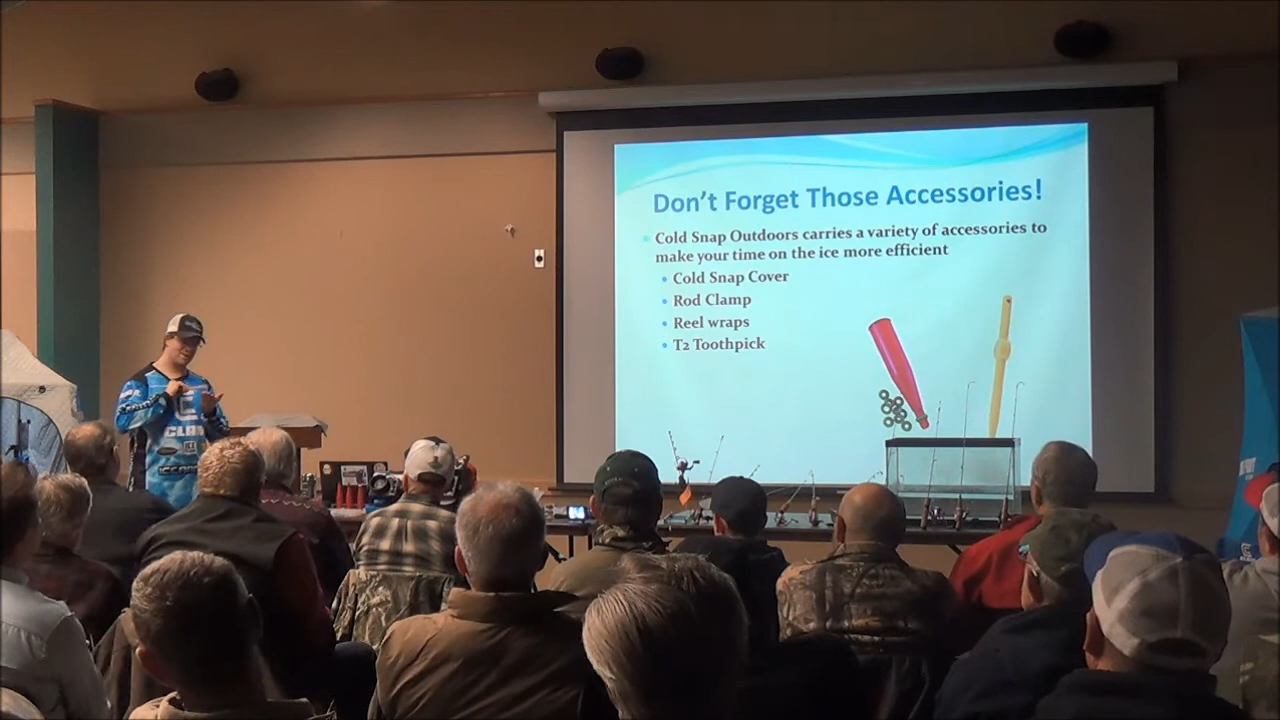 Don't Forget Those Accessories!
Cold Snap Outdoors carries a variety of accessories to
make your time on the ice more efficient
Cold Snap Cover
Rod Clamp
Reel wraps
T2 Toothpick
CLAM